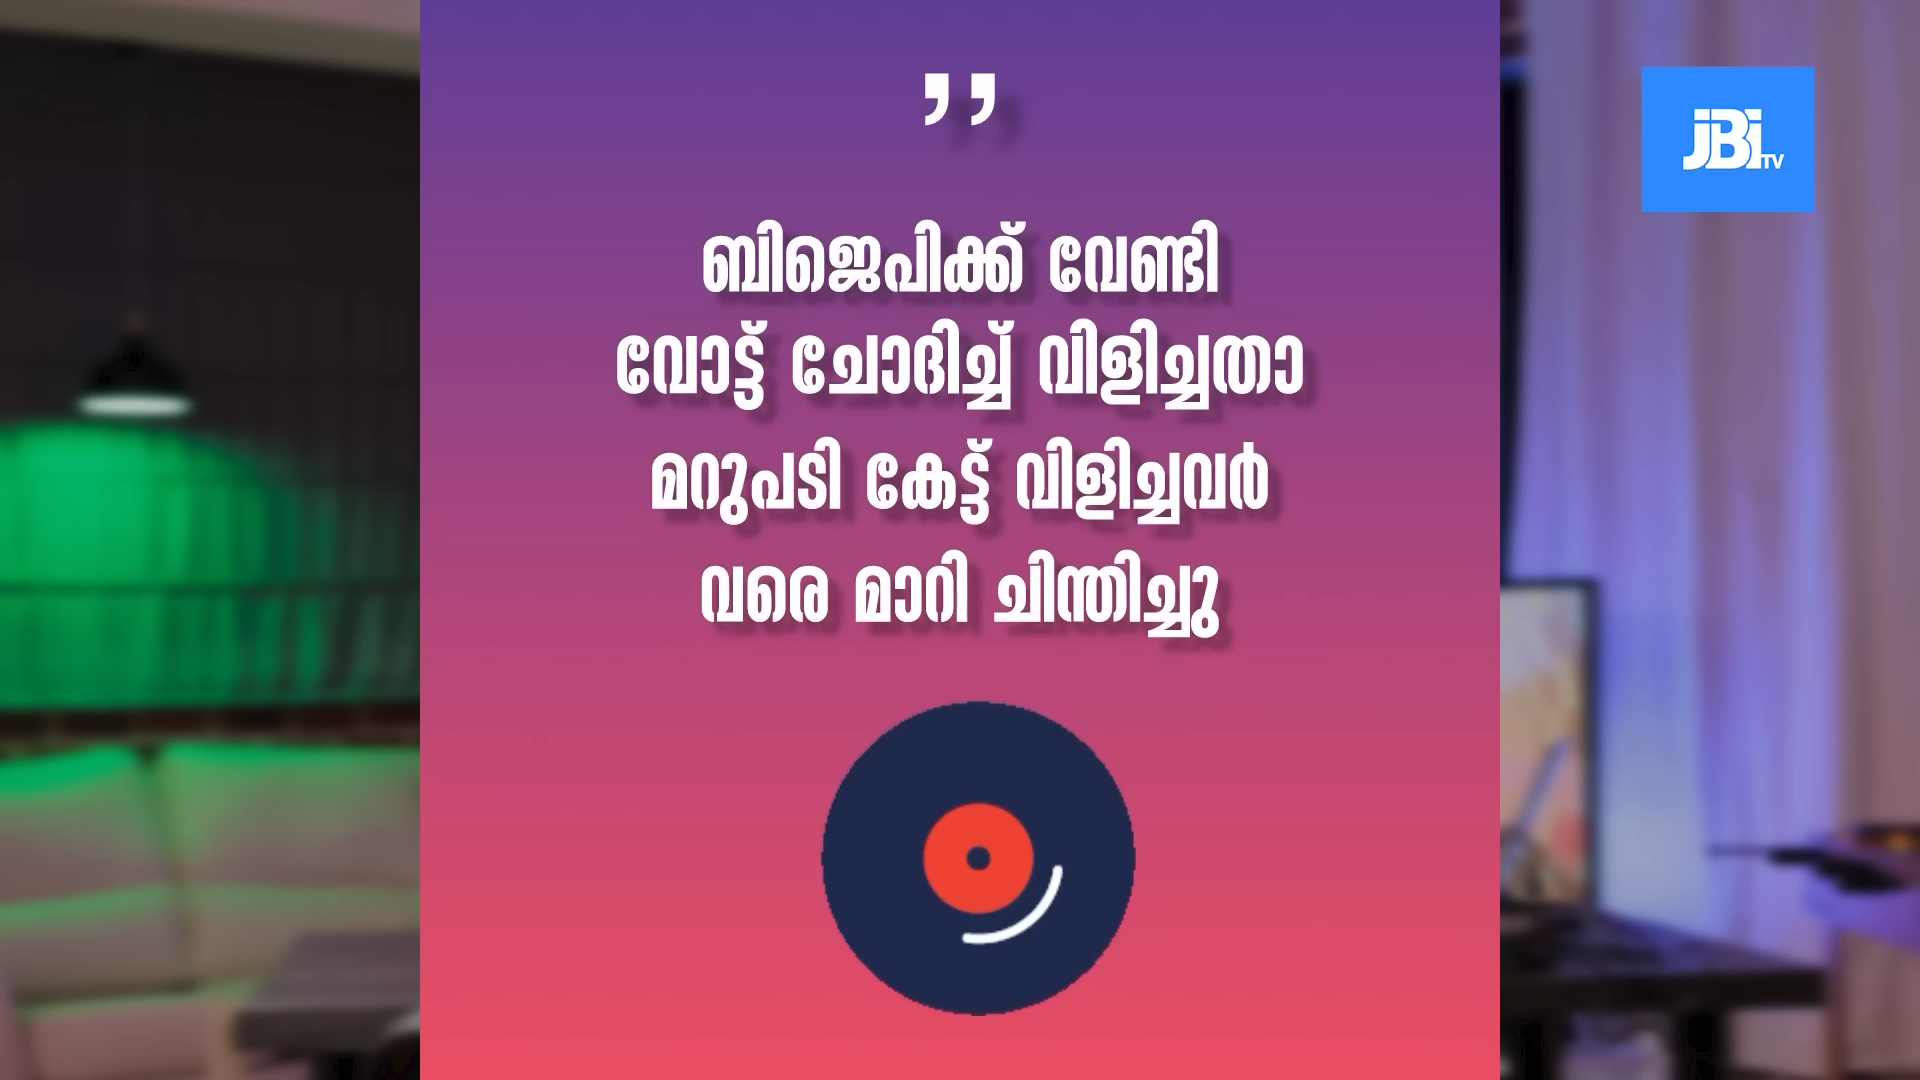 ”
ബിജെപിക്ക് വേണ്ടി
വോട്ട് ചോദിച്ച് വിളിച്ചതാ
മറുപടി കേട്ട് വിളിച്ചവർ
വരെ മാറി ചിന്തിച്ചു
JBi TV